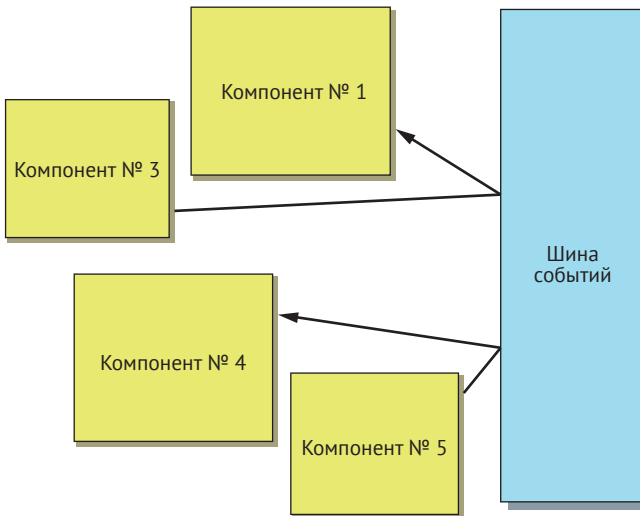 Компонент № 1
Компонент № 3
Шина
событий
Компонент № 4
Компонент № 5